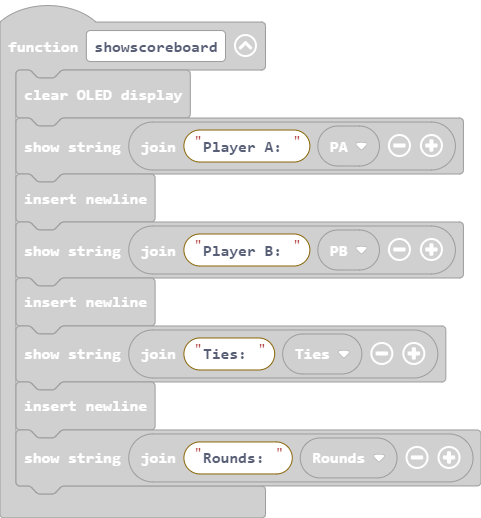 function showscoreboard
clear OLED display
show string join "Player A: " PA
insert newline
show string join "Player B: " PB
insert newline
show string join "Ties: " Ties
insert newline
show string join "Rounds: " Rounds